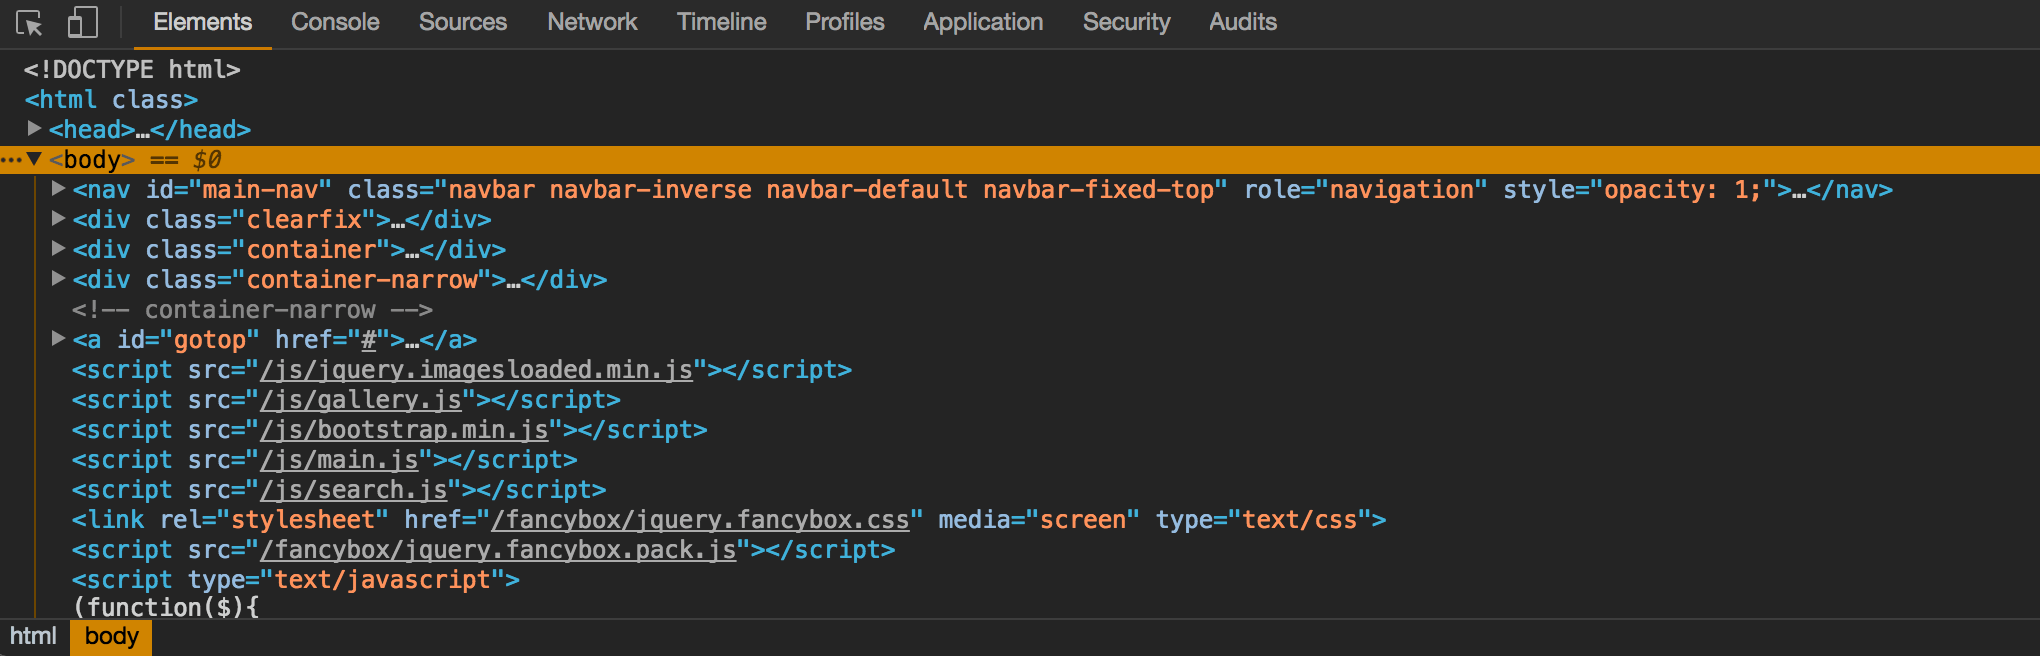 Elements Console Sources Network Timeline Profiles Application Security Audits
<!DOCTYPE html>
<html class>
<head>…</head>
<body> == $0
<nav id="main-nav" class="navbar navbar-inverse navbar-default navbar-fixed-top" role="navigation" style="opacity: 1;">…</nav>
<div class="clearfix">…</div>
<div class="container">…</div>
<div class="container-narrow">…</div>
<!-- container-narrow -->
<a id="gotop" href="#">…</a>
<script src="/js/jquery.imagesloaded.min.js"></script>
<script src="/js/gallery.js"></script>
<script src="/js/bootstrap.min.js"></script>
<script src="/js/main.js"></script>
<script src="/js/search.js"></script>
<link rel="stylesheet" href="/fancybox/jquery.fancybox.css" media="screen" type="text/css">
<script src="/fancybox/jquery.fancybox.pack.js"></script>
<script type="text/javascript">
(function($){
html body